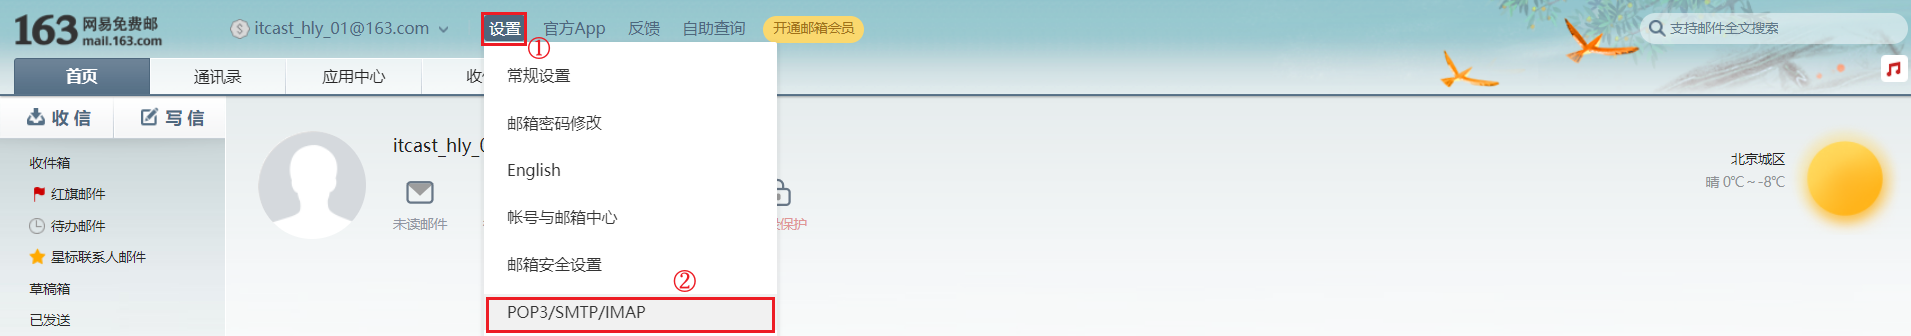 163 网易免费邮
mail.163.com
itcast_hly_01@163.com
设置
官方App
反馈
自助查询
开通邮箱会员
支持邮件全文搜索
①
首页
通讯录
应用中心
收
常规设置
邮箱密码修改
English
帐号与邮箱中心
邮箱安全设置
②
POP3/SMTP/IMAP
收信
写信
收件箱
红旗邮件
待办邮件
星标联系人邮件
草稿箱
已发送
itcast_hly_
未读邮件
保护
北京城区
晴 0℃ ~ -8℃